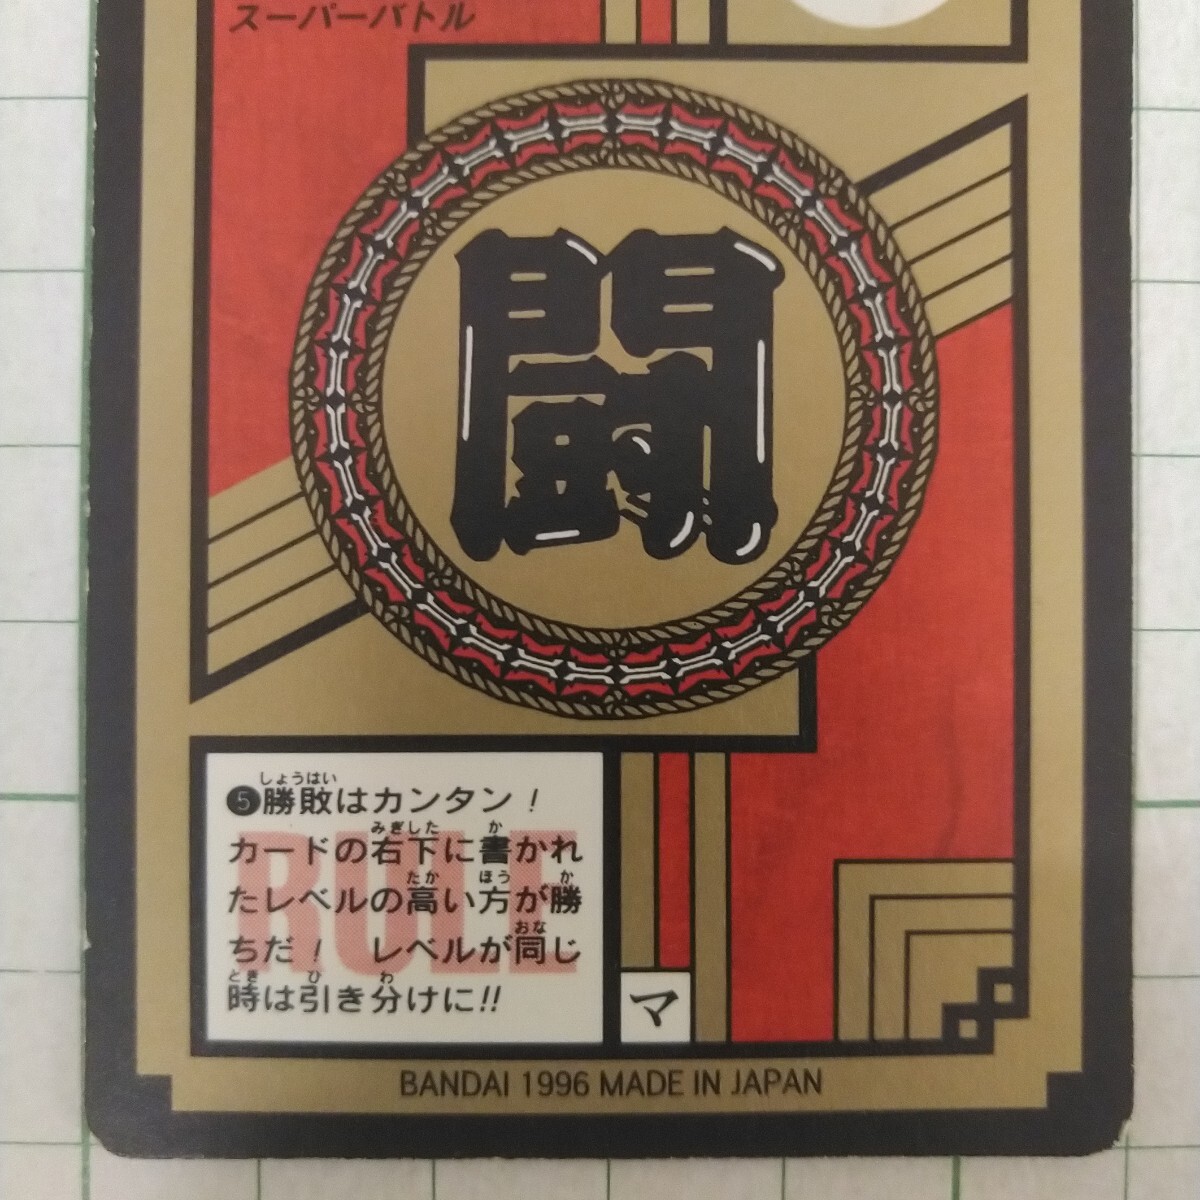 スーパーバトル
闘
❺勝敗はカンタン！
カードの右下に書かれ
たレベルの高い方が勝
ちだ！ レベルが同じ
時は引き分けに!!
RULE
マ
BANDAI 1996 MADE IN JAPAN